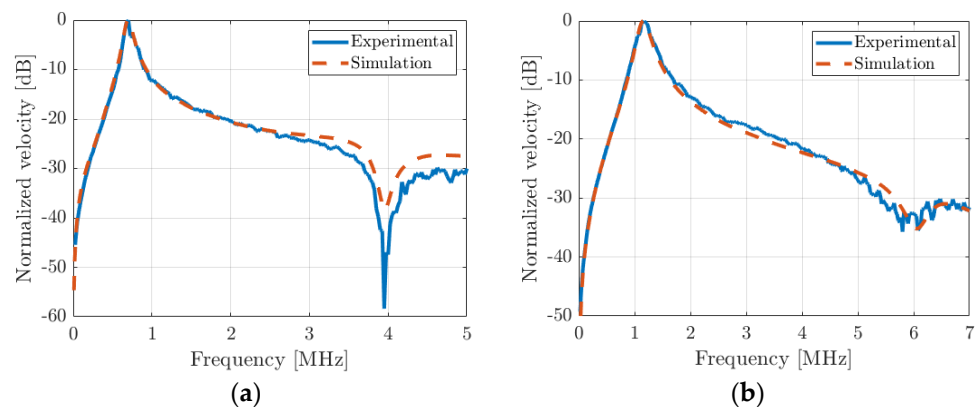 Normalized velocity [dB]
0
-10
-20
-30
-40
-50
-60
Experimental
Simulation
0 1 2 3 4 5
Frequency [MHz]
(a)
Normalized velocity [dB]
0
-10
-20
-30
-40
-50
Experimental
Simulation
0 1 2 3 4 5 6 7
Frequency [MHz]
(b)